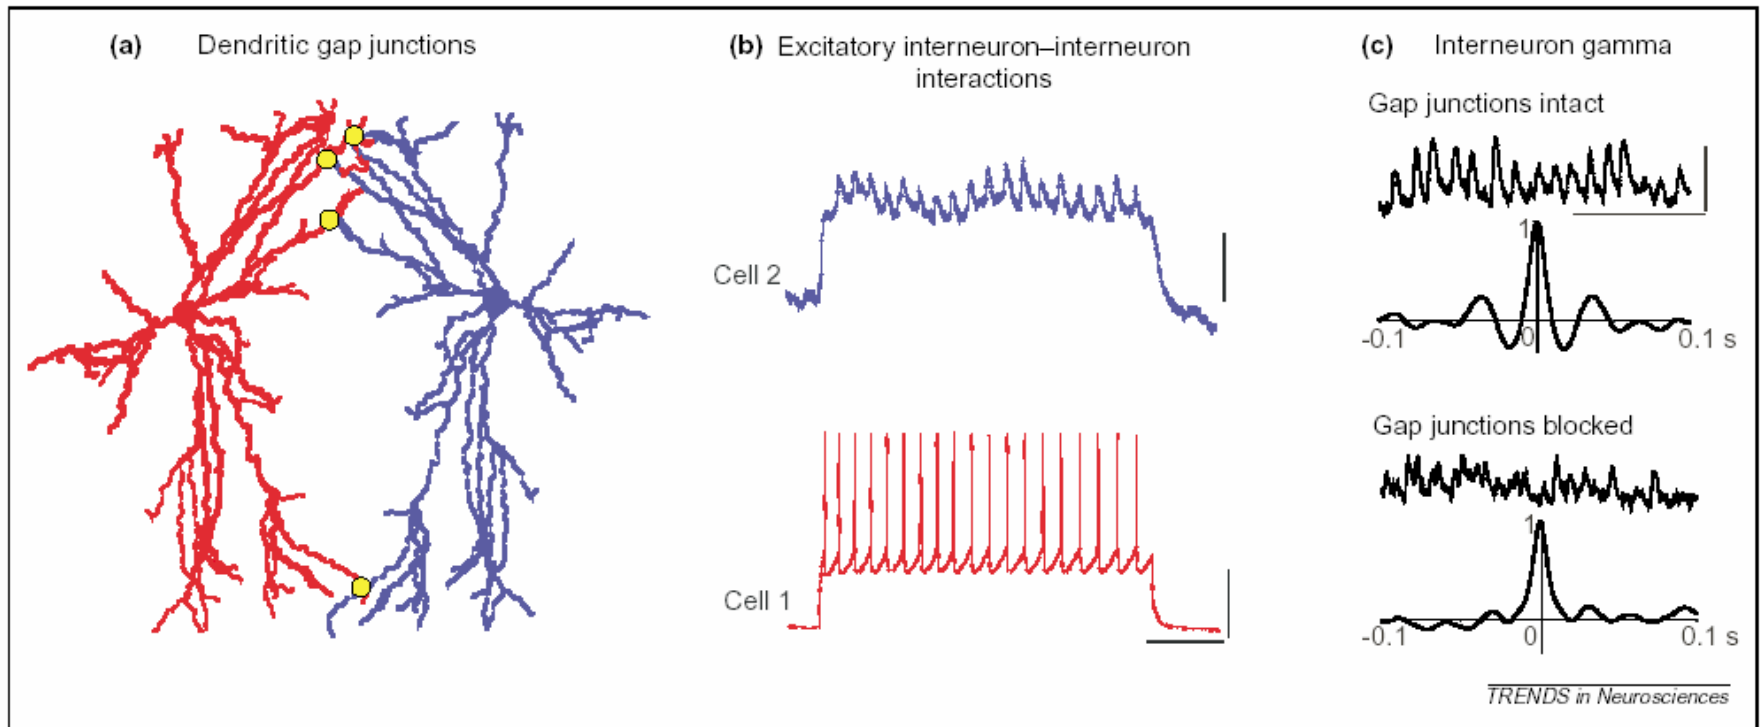 (a) Dendritic gap junctions
(b) Excitatory interneuron–interneuron
interactions
Cell 2
Cell 1
(c) Interneuron gamma
Gap junctions intact
1
-0.1 0 0.1 s
Gap junctions blocked
1
-0.1 0 0.1 s
TRENDS in Neurosciences